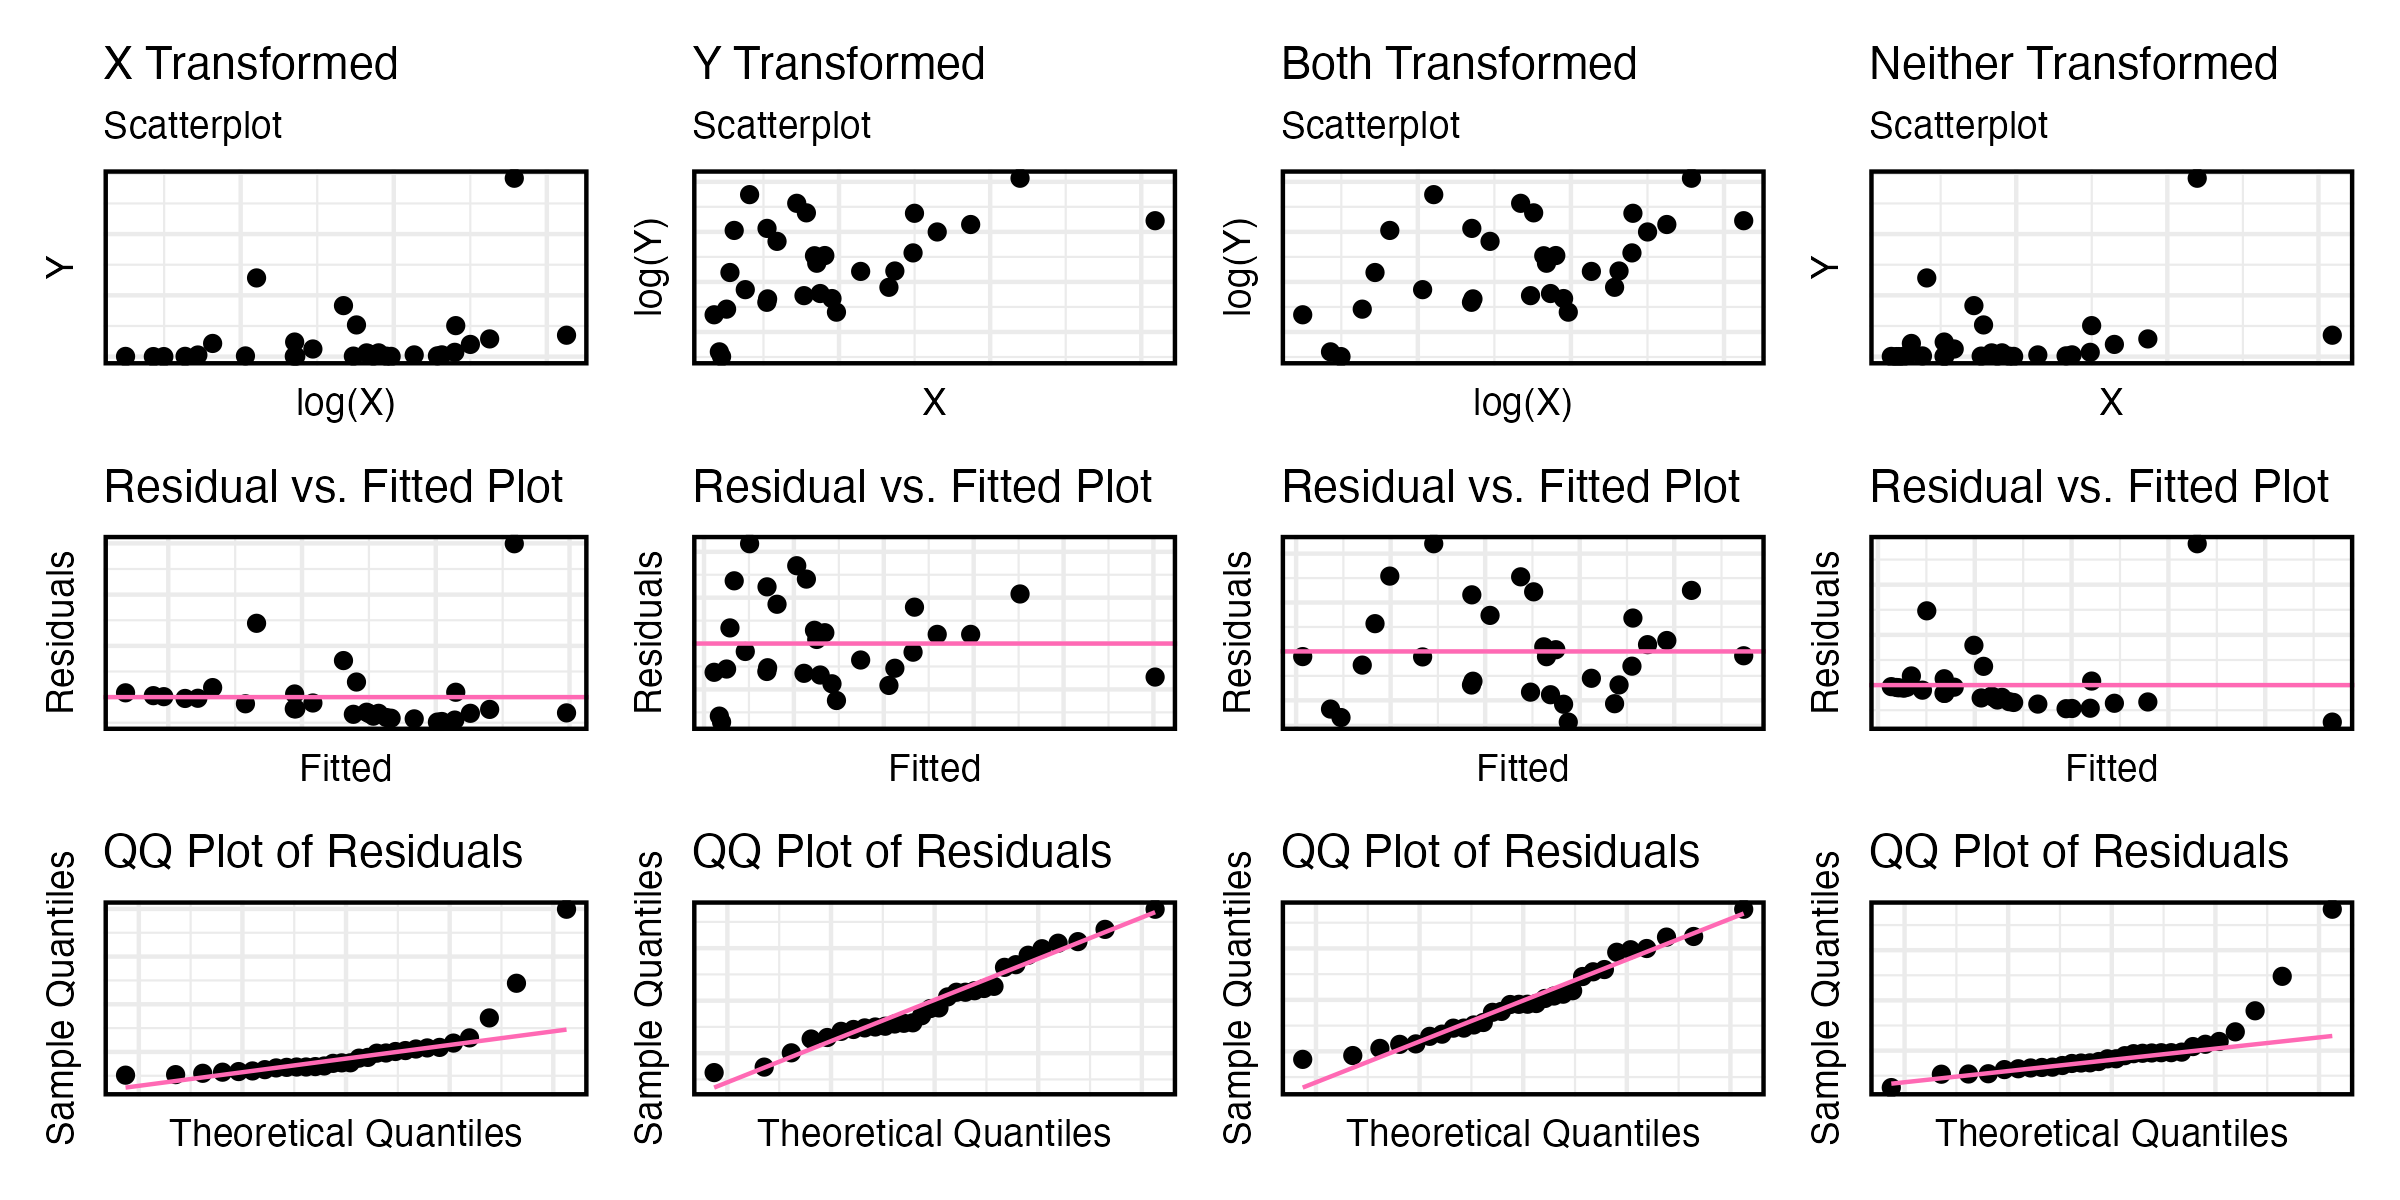 X Transformed
Scatterplot
Y
log(X)
Y Transformed
Scatterplot
log(Y)
X
Both Transformed
Scatterplot
log(Y)
log(X)
Neither Transformed
Scatterplot
Y
X
Residual vs. Fitted Plot
Residuals
Fitted
Residual vs. Fitted Plot
Residuals
Fitted
Residual vs. Fitted Plot
Residuals
Fitted
Residual vs. Fitted Plot
Residuals
Fitted
QQ Plot of Residuals
Sample Quantiles
Theoretical Quantiles
QQ Plot of Residuals
Sample Quantiles
Theoretical Quantiles
QQ Plot of Residuals
Sample Quantiles
Theoretical Quantiles
QQ Plot of Residuals
Sample Quantiles
Theoretical Quantiles